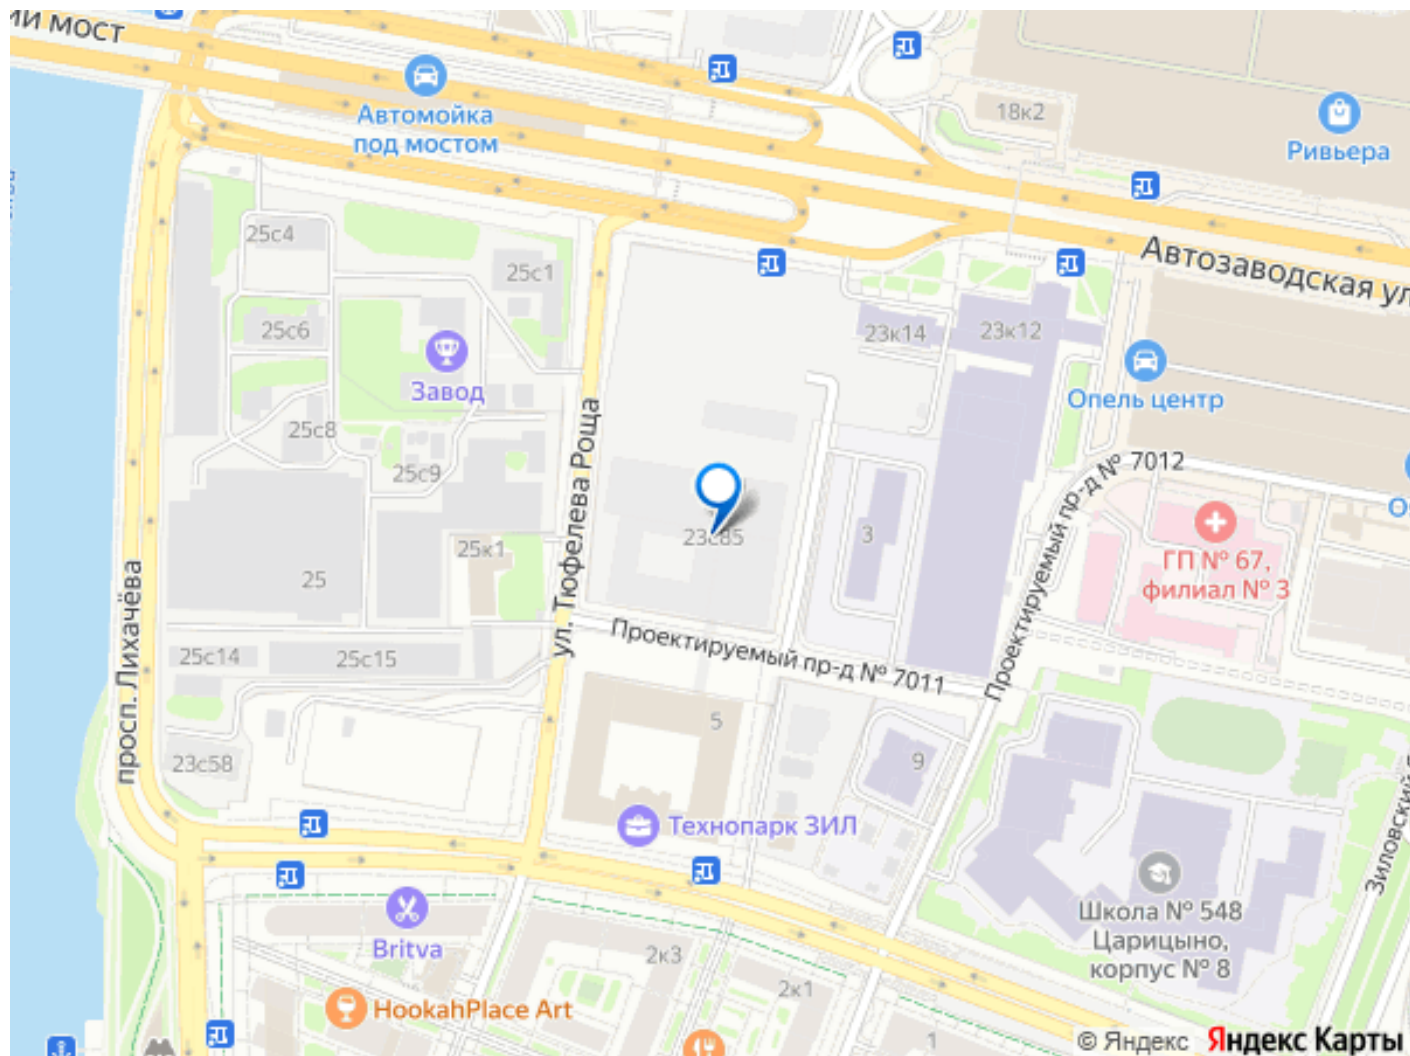 ий мост
Автомойка
под мостом
18к2
Ривьера
Автозаводская ул
25с4
25с1
25с6
Завод
23к14
23к12
Опель центр
25с8
25с9
ул. Тюфелева Роща
Проектируемый пр-д № 7012
ГП № 67,
филиал № 3
23с85
3
25к1
25
просп. Лихачёва
25с14
25с15
Проектируемый пр-д № 7011
5
9
23с58
Технопарк ЗИЛ
Зиловский
Школа № 548
Царицыно,
корпус № 8
Britva
2к3
2к1
HookahPlace Art
1
© Яндекс Яндекс Карты